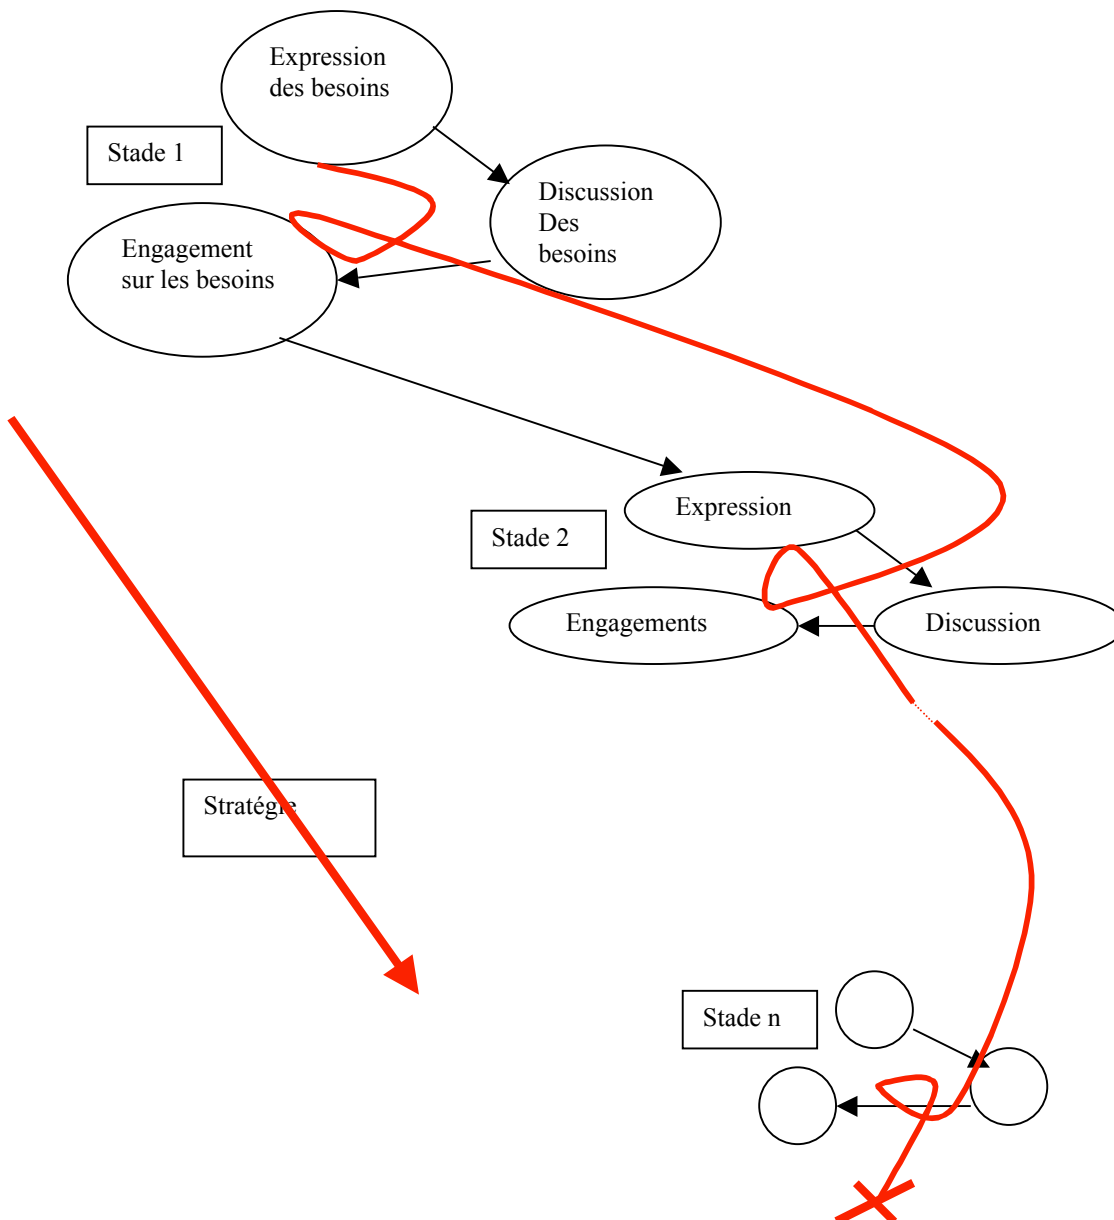 Expression
des besoins
Stade 1
Discussion
Des
besoins
Engagement
sur les besoins
Expression
Stade 2
Engagements
Discussion
Stratégie
Stade n